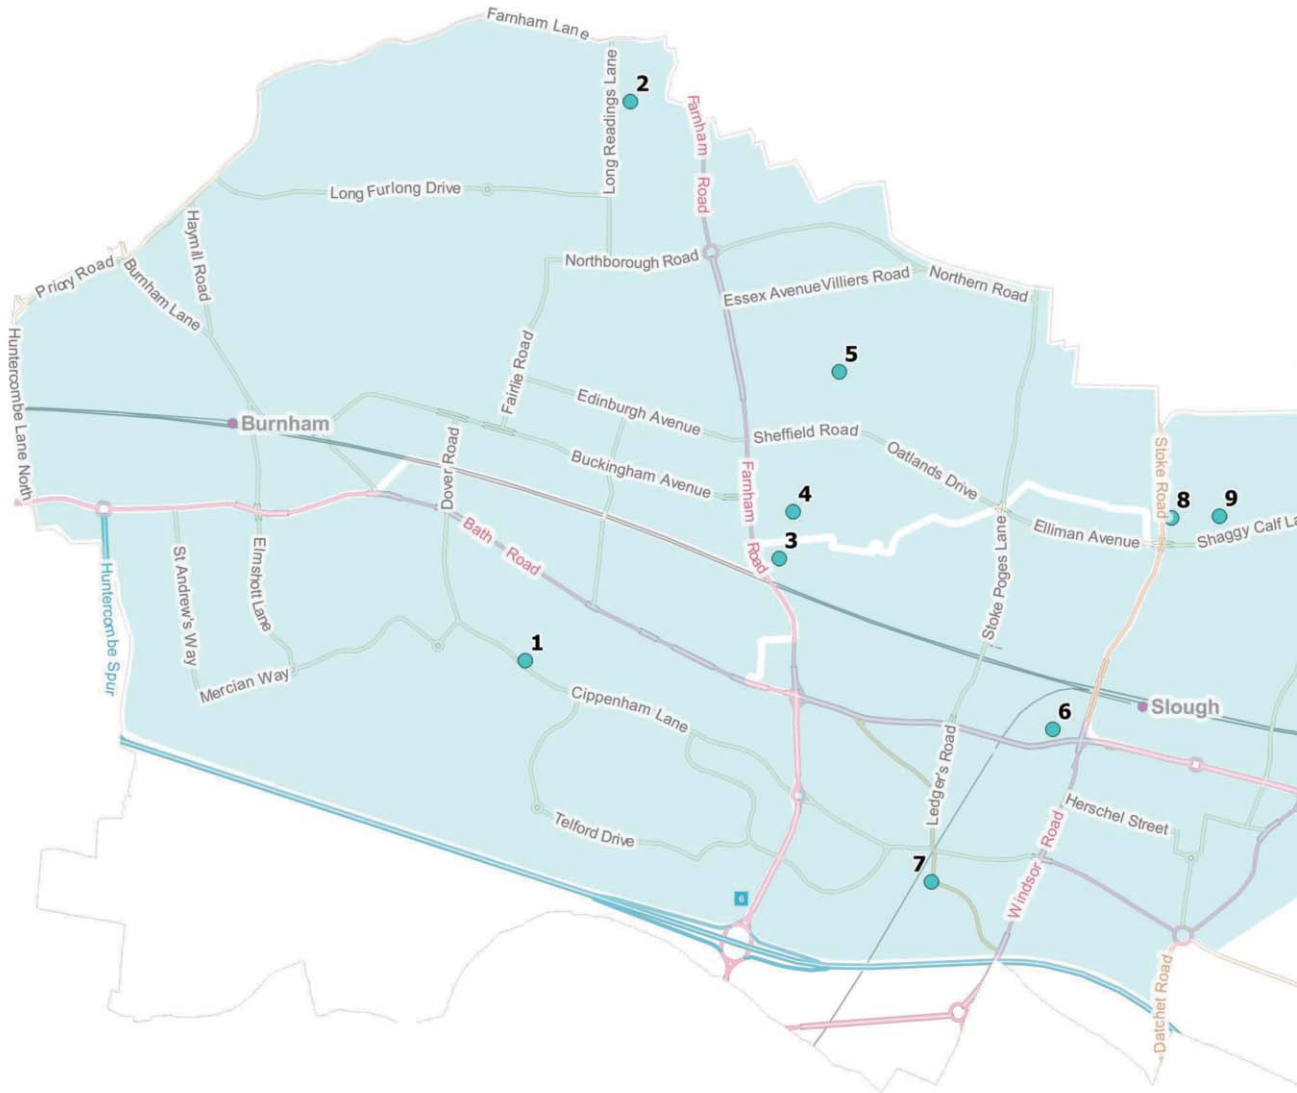 Farnham Lane
2
Long Readings Lane
Farnham
Road
Long Furlong Drive
Haymill Road
Northborough Road
Priory Road
Burnham Lane
Essex Avenue
Villiers Road
Northern Road
Huntercombe Lane North
Fairlie Road
5
Edinburgh Avenue
Sheffield Road
Burnham
Dover Road
Buckingham Avenue
Oatlands Drive
Farnham
Road
Stoke Road
4
8
9
Elliman Avenue
Shaggy Calf La
Bath Road
3
St Andrew's Way
Elmshott Lane
Huntercombe Spur
Stoke Poges Lane
1
Mercian Way
Cippenham Lane
6
Slough
Ledger's Road
Telford Drive
Herschel Street
7
Windsor Road
6
Datchet Road